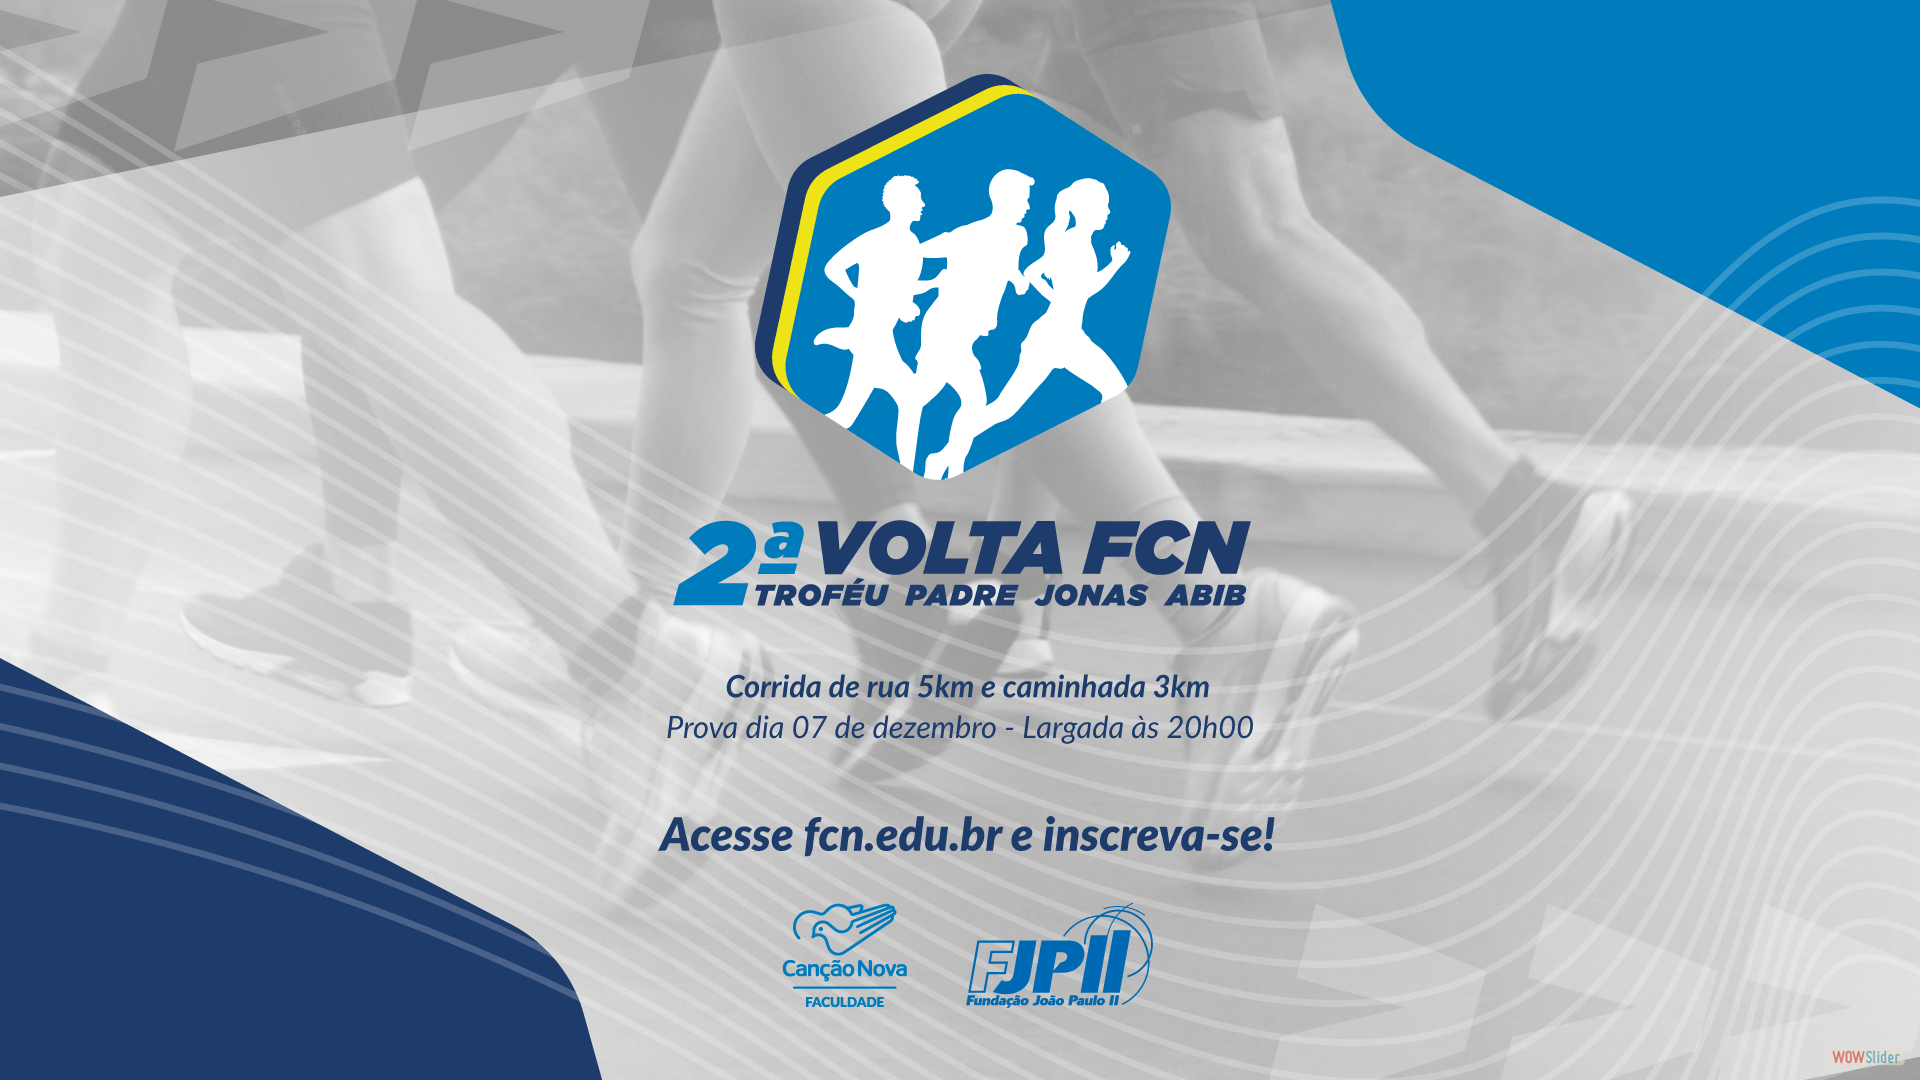 2ª VOLTA FCN
TROFÉU PADRE JONAS ABIB
Corrida de rua 5km e caminhada 3km
Prova dia 07 de dezembro - Largada às 20h00
Acesse fcn.edu.br e inscreva-se!
Canção Nova
FACULDADE
FJPII
Fundação João Paulo II
WOWSlider